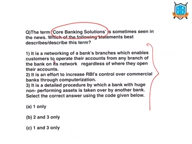 Q)The term 'Core Banking Solutions' is sometimes seen in
the news. Which of the following statements best
describes/describe this term?
1) It is a networking of a bank's branches which enables
customers to operate their accounts from any branch of
the bank on its network regardless of where they open
their accounts.
2) It is an effort to increase RBI's control over commercial
banks through computerization.
3) It is a detailed procedure by which a bank with huge
non- performing assets is taken over by another bank.
Select the correct answer using the code given below.
(a) 1 only
(b) 2 and 3 only
(c) 1 and 3 only